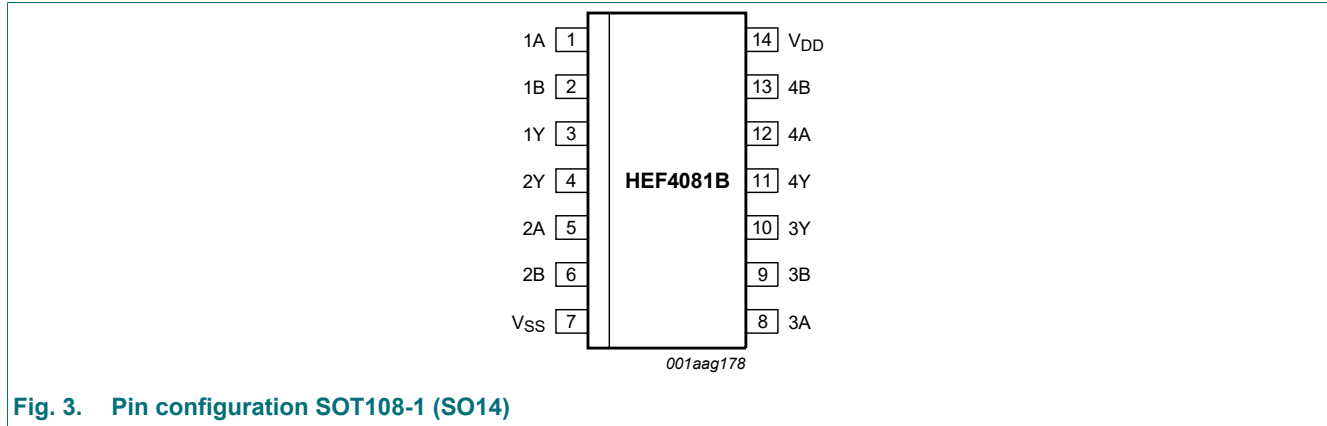 1A 1 14 VDD
1B 2 13 4B
1Y 3 12 4A
2Y 4 HEF4081B 11 4Y
2A 5 10 3Y
2B 6 9 3B
VSS 7 8 3A
001aag178
Fig. 3. Pin configuration SOT108-1 (SO14)